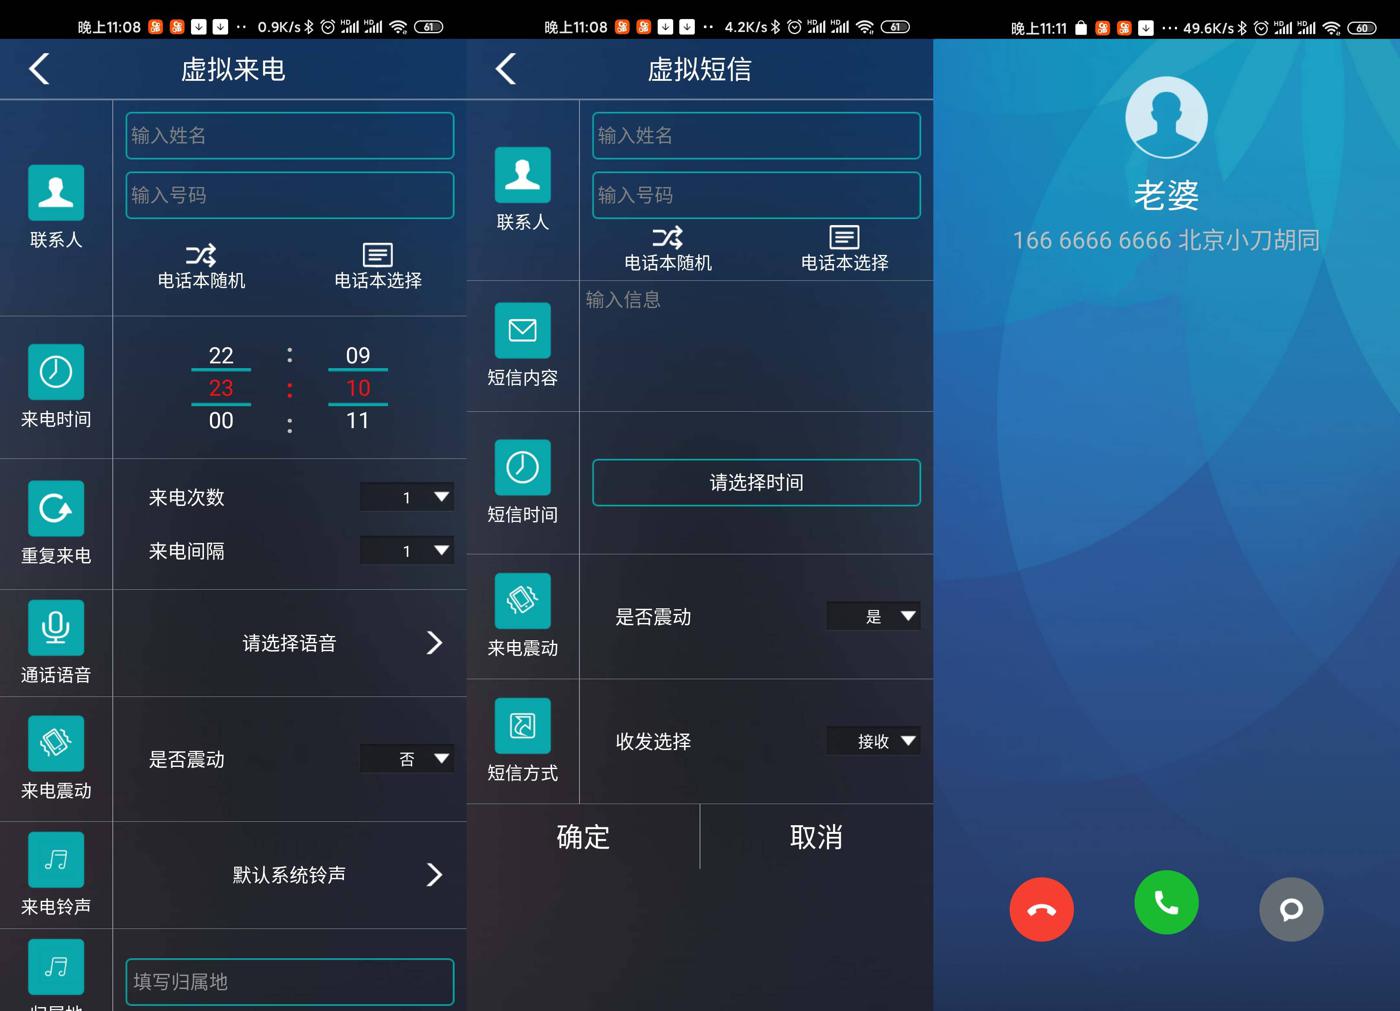 晚上11:08
0.9K/s
61
虚拟来电
输入姓名
输入号码
联系人
电话本随机
电话本选择
22 : 09
23 : 10
00 : 11
来电时间
来电次数 1
来电间隔 1
重复来电
请选择语音
通话语音
是否震动 否
来电震动
默认系统铃声
来电铃声
填写归属地
归属地
晚上11:08
4.2K/s
61
虚拟短信
输入姓名
输入号码
联系人
电话本随机
电话本选择
输入信息
短信内容
请选择时间
短信时间
是否震动 是
来电震动
收发选择 接收
短信方式
确定
取消
晚上11:11
49.6K/s
60
老婆
166 6666 6666 北京小刀胡同